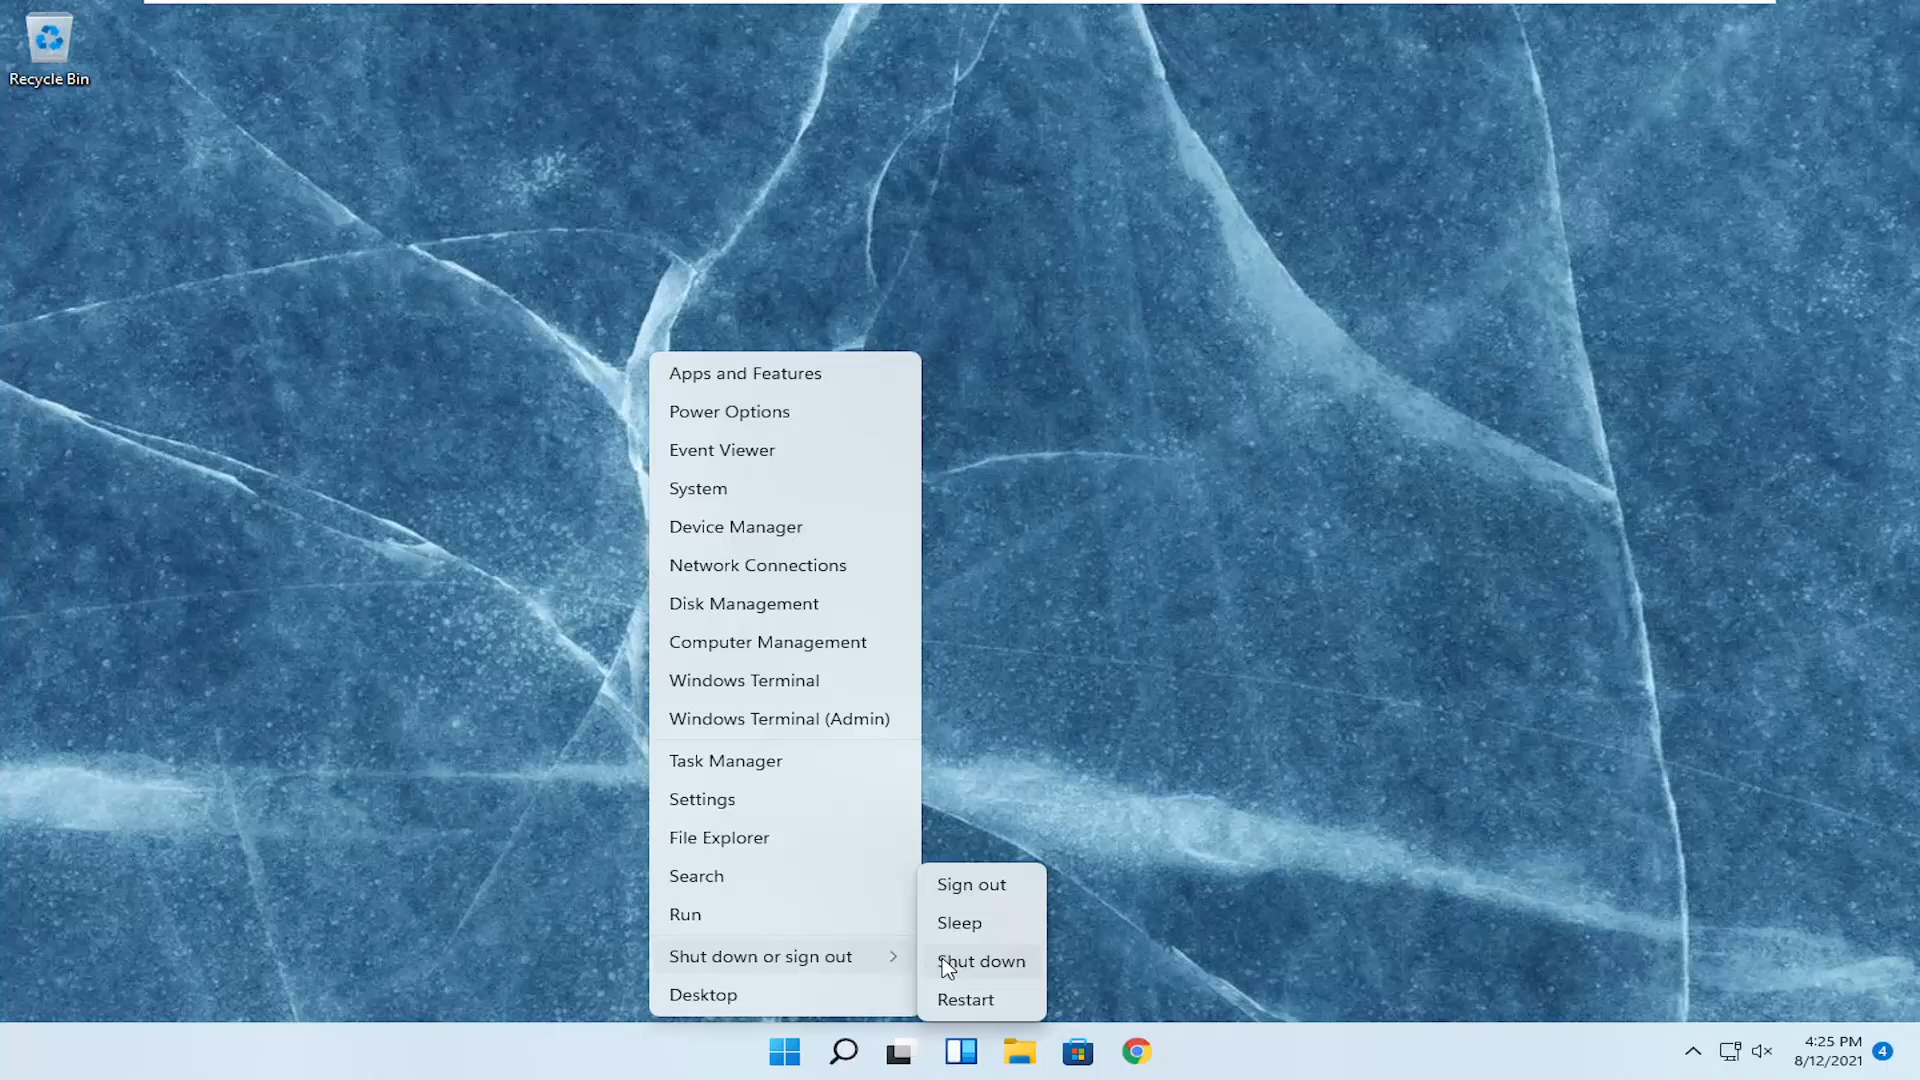 Recycle Bin
Apps and Features
Power Options
Event Viewer
System
Device Manager
Network Connections
Disk Management
Computer Management
Windows Terminal
Windows Terminal (Admin)
Task Manager
Settings
File Explorer
Search
Run
Shut down or sign out
Desktop
Sign out
Sleep
Shut down
Restart
4:25 PM
8/12/2021
4